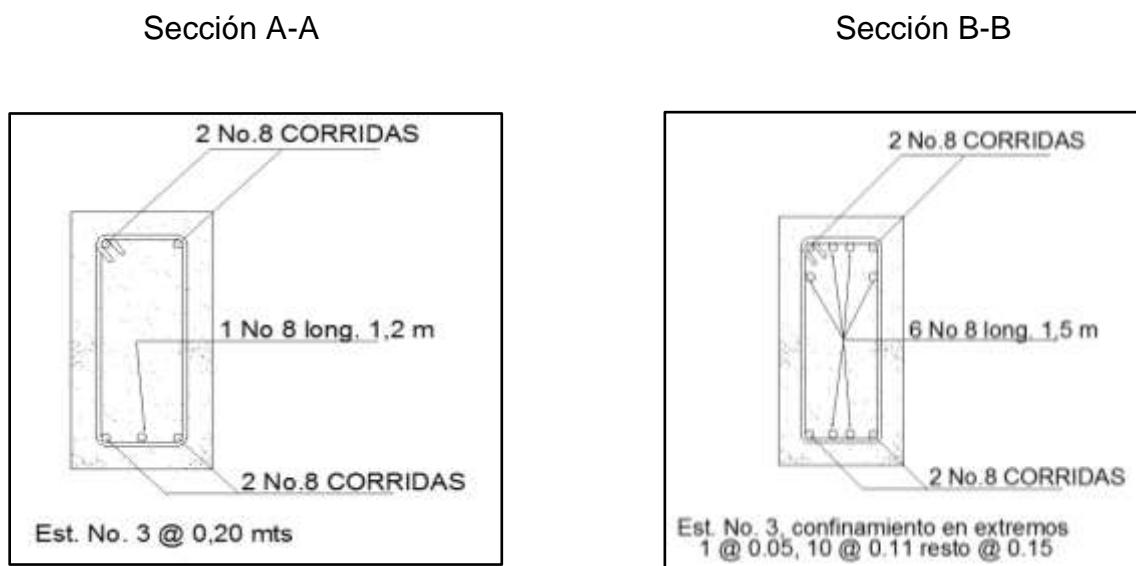 Sección A-A
2 No.8 CORRIDAS
1 No 8 long. 1,2 m
2 No.8 CORRIDAS
Est. No. 3 @ 0,20 mts
Sección B-B
2 No.8 CORRIDAS
6 No 8 long. 1,5 m
2 No.8 CORRIDAS
Est. No. 3, confinamiento en extremos
1 @ 0.05, 10 @ 0.11 resto @ 0.15